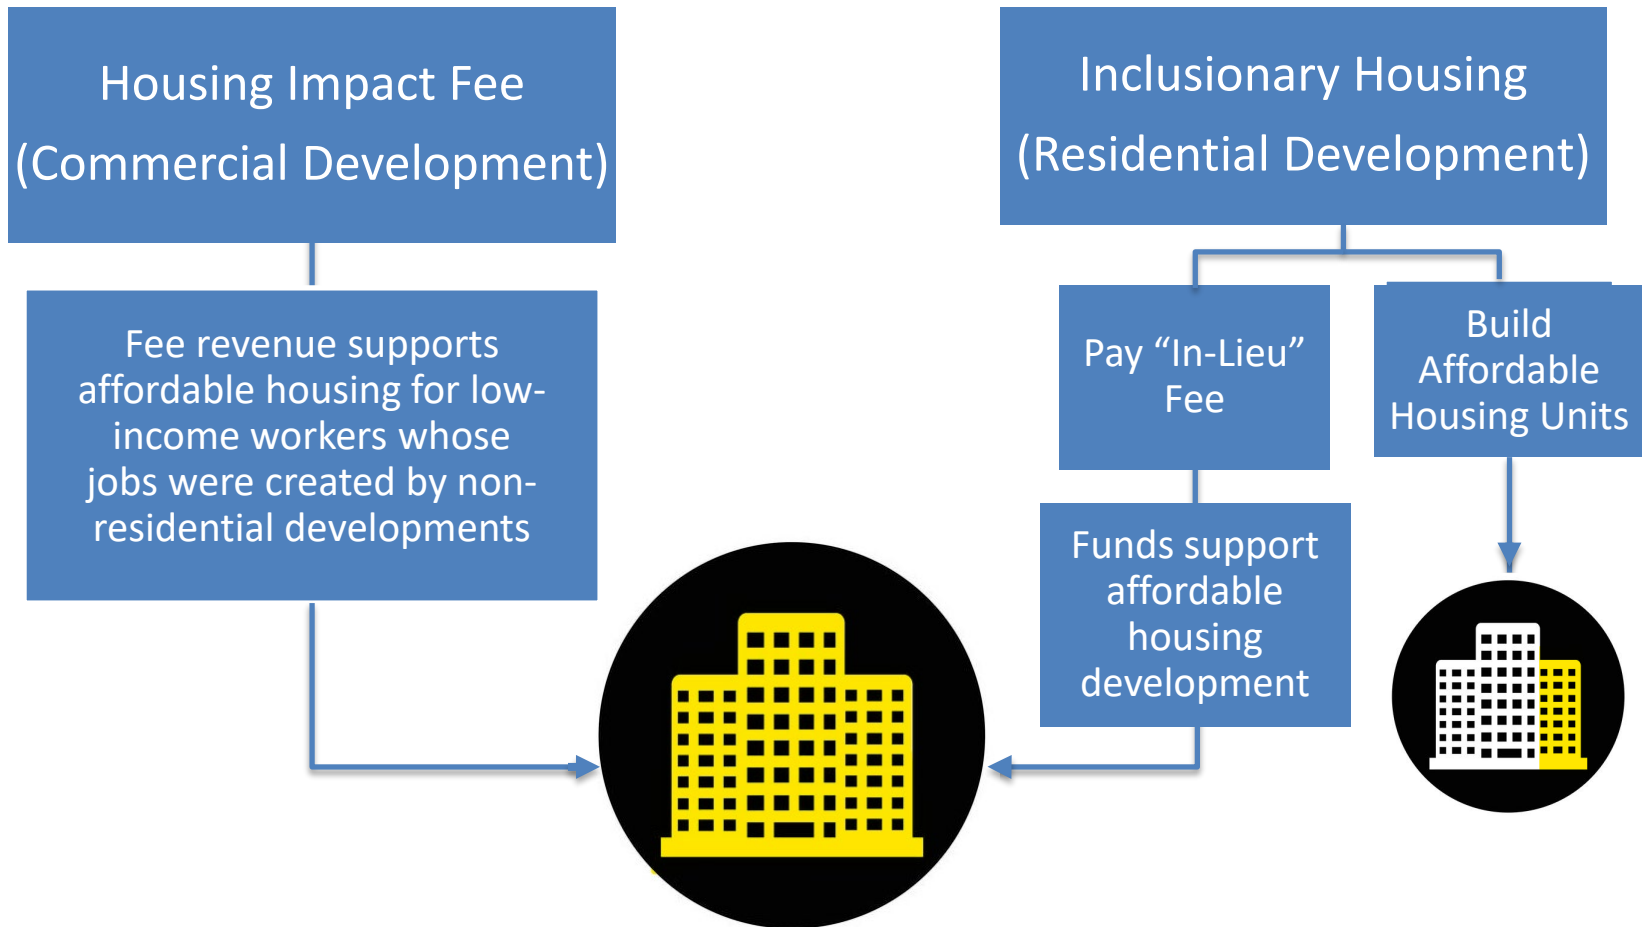 Housing Impact Fee
(Commercial Development)
Fee revenue supports
affordable housing for low-
income workers whose
jobs were created by non-
residential developments
Inclusionary Housing
(Residential Development)
Pay “In-Lieu”
Fee
Funds support
affordable
housing
development
Build
Affordable
Housing Units